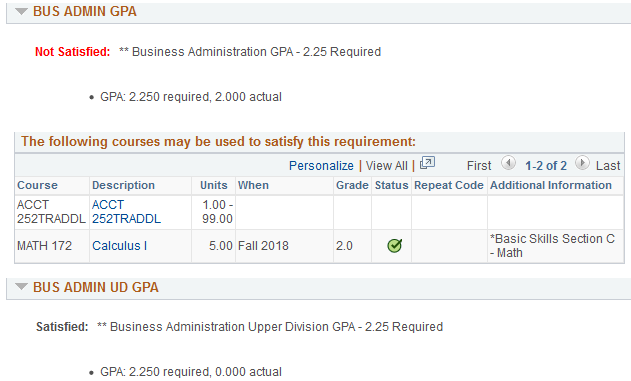 BUS ADMIN GPA
Not Satisfied: ** Business Administration GPA - 2.25 Required
• GPA: 2.250 required, 2.000 actual
The following courses may be used to satisfy this requirement:
Personalize | View All | First 1-2 of 2 Last
Course Description Units When Grade Status Repeat Code Additional Information
ACCT ACCT 1.00 -
252TRADDL 252TRADDL 99.00
MATH 172 Calculus I 5.00 Fall 2018 2.0 *Basic Skills Section C
- Math
BUS ADMIN UD GPA
Satisfied: ** Business Administration Upper Division GPA - 2.25 Required
• GPA: 2.250 required, 0.000 actual